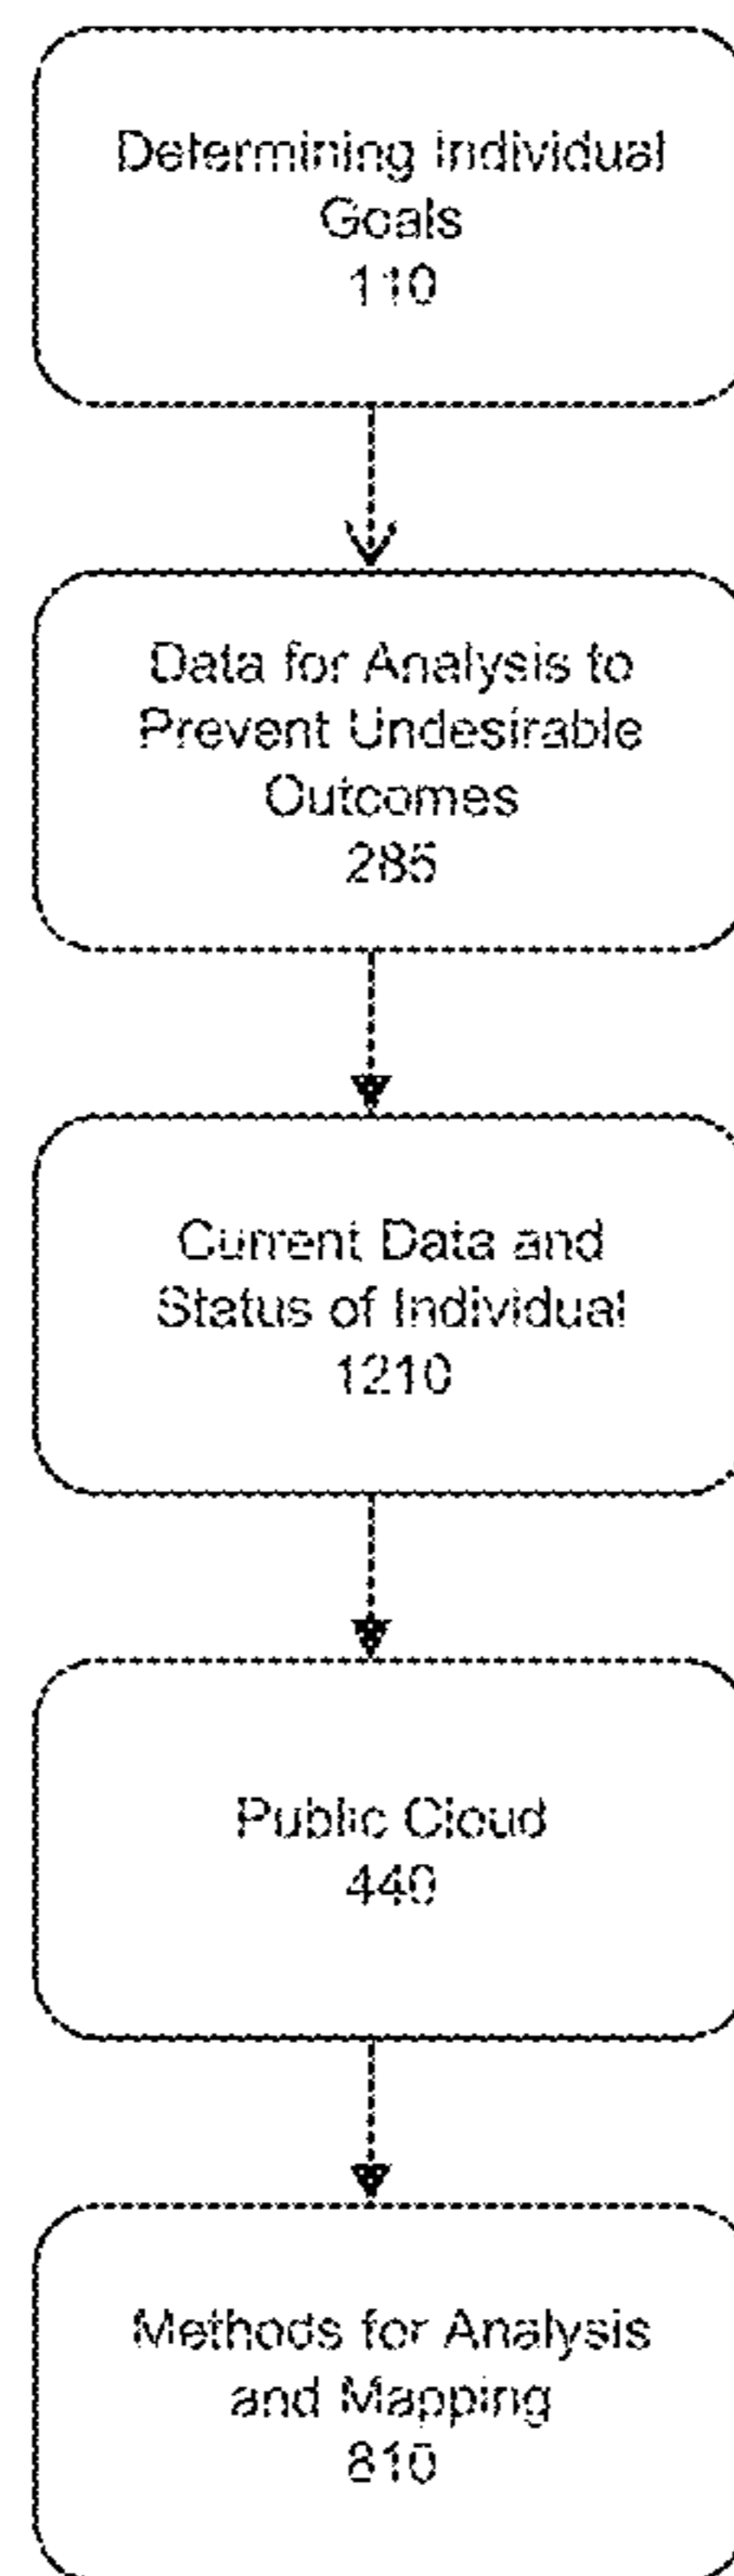 Determining Individual
Goals
110
Data for Analysis to
Prevent Undesirable
Outcomes
285
Current Data and
Status of Individual
1210
Public Cloud
440
Methods for Analysis
and Mapping
810